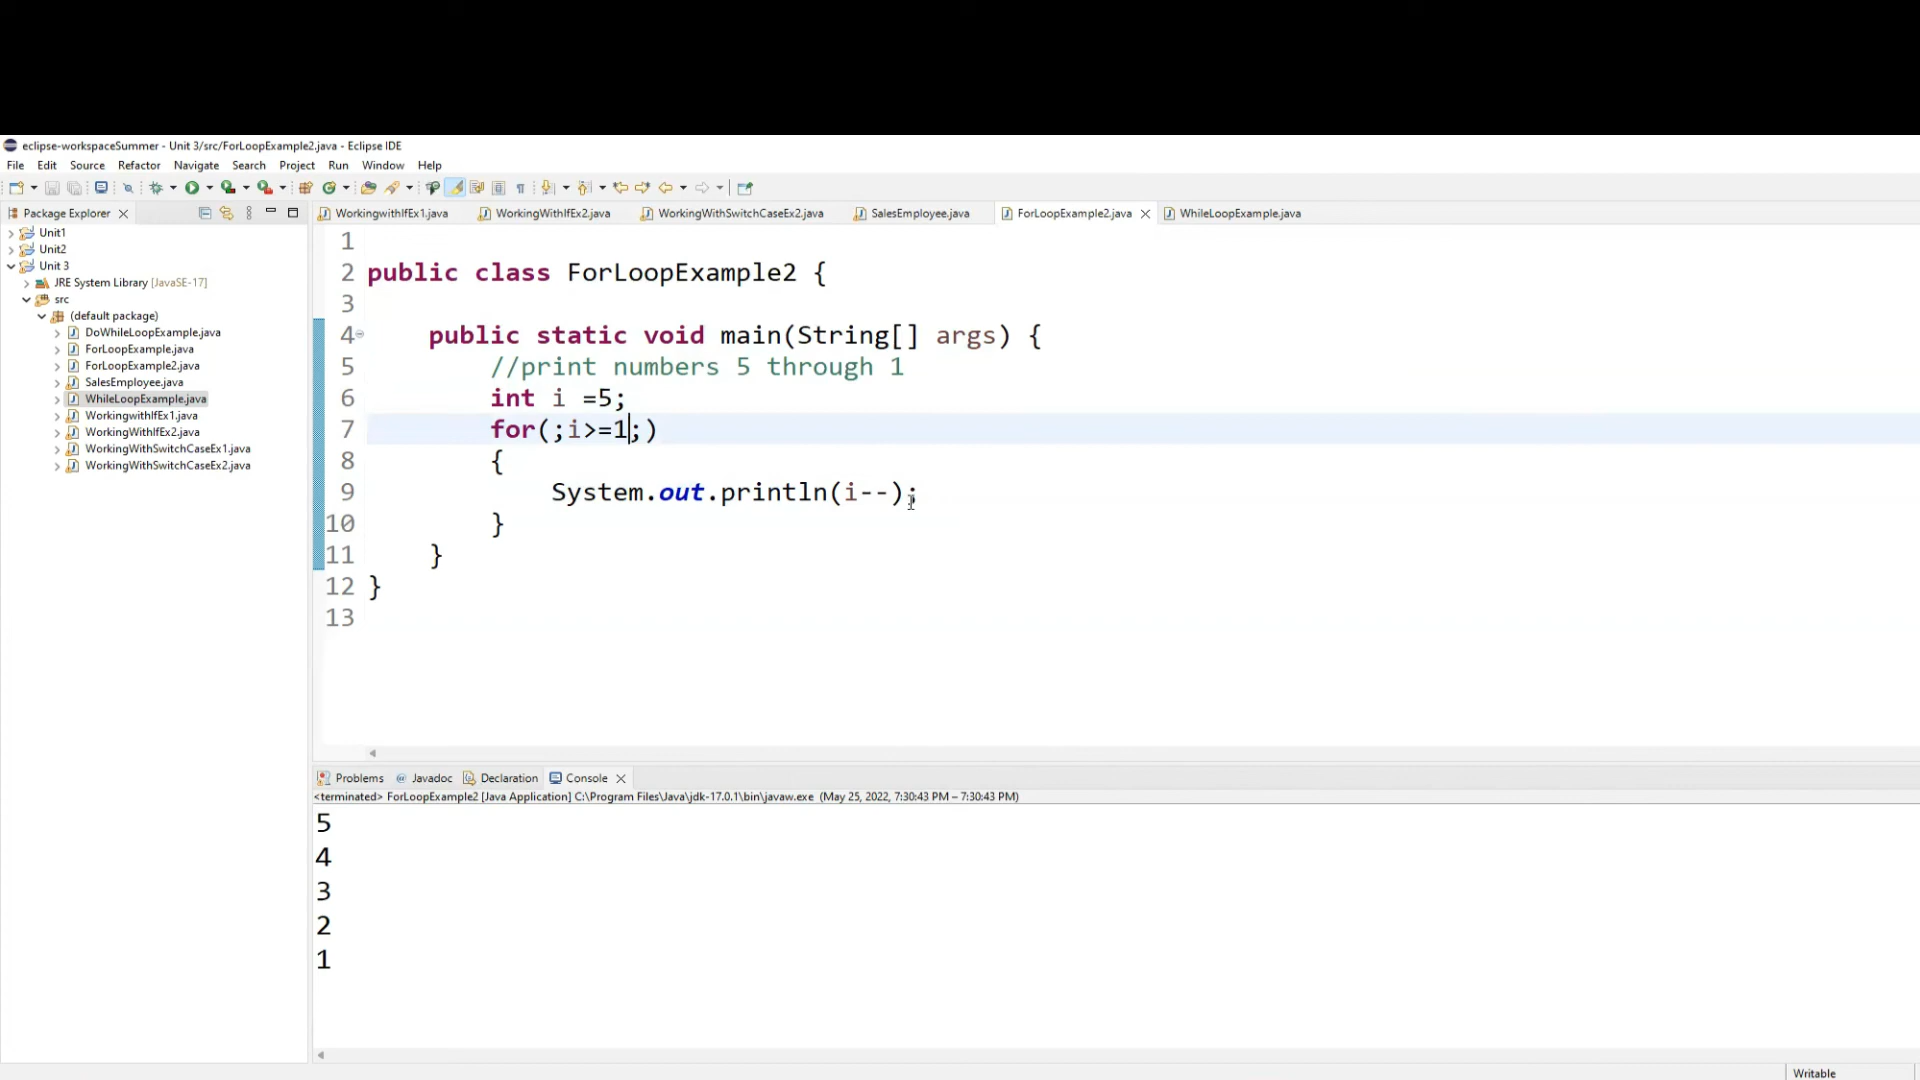 eclipse-workspaceSummer - Unit 3/src/ForLoopExample2.java - Eclipse IDE
File Edit Source Refactor Navigate Search Project Run Window Help
Package Explorer
WorkingwithIfEx1.java WorkingWithIfEx2.java WorkingWithSwitchCaseEx2.java SalesEmployee.java ForLoopExample2.java WhileLoopExample.java
Unit1
Unit2
Unit 3
JRE System Library [JavaSE-17]
src
(default package)
DoWhileLoopExample.java
ForLoopExample.java
ForLoopExample2.java
SalesEmployee.java
WhileLoopExample.java
WorkingwithIfEx1.java
WorkingWithIfEx2.java
WorkingWithSwitchCaseEx1.java
WorkingWithSwitchCaseEx2.java
1
2 public class ForLoopExample2 {
3
4 public static void main(String[] args) {
5 //print numbers 5 through 1
6 int i =5;
7 for(;i>=1;)
8 {
9 System.out.println(i--);
10 }
11 }
12 }
13
Problems Javadoc Declaration Console
<terminated> ForLoopExample2 [Java Application] C:\Program Files\Java\jdk-17.0.1\bin\javaw.exe (May 25, 2022, 7:30:43 PM – 7:30:43 PM)
5
4
3
2
1
Writable